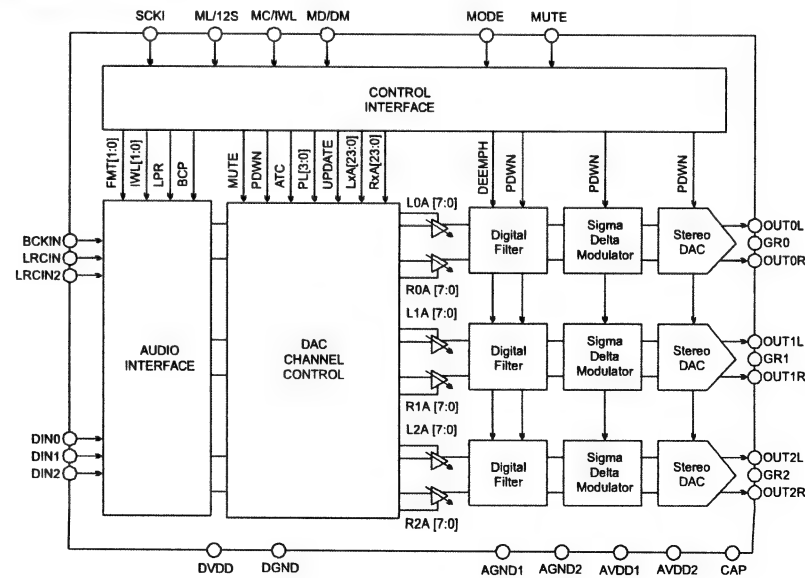 SCKI ML/12S MC/IWL MD/DM MODE MUTE
CONTROL
INTERFACE
FMT[1:0]
IWL[1:0]
LPR
BCP
MUTE
PDWN
ATC
PL[3:0]
UPDATE
LxA[23:0]
RxA[23:0]
DEEMPH
PDWN
PDWN
PDWN
BCKIN
LRCIN
LRCIN2
DIN0
DIN1
DIN2
AUDIO
INTERFACE
DAC
CHANNEL
CONTROL
L0A [7:0]
R0A [7:0]
L1A [7:0]
R1A [7:0]
L2A [7:0]
R2A [7:0]
Digital
Filter
Sigma
Delta
Modulator
Stereo
DAC
OUT0L
GR0
OUT0R
Digital
Filter
Sigma
Delta
Modulator
Stereo
DAC
OUT1L
GR1
OUT1R
Digital
Filter
Sigma
Delta
Modulator
Stereo
DAC
OUT2L
GR2
OUT2R
DVDD DGND AGND1 AGND2 AVDD1 AVDD2 CAP